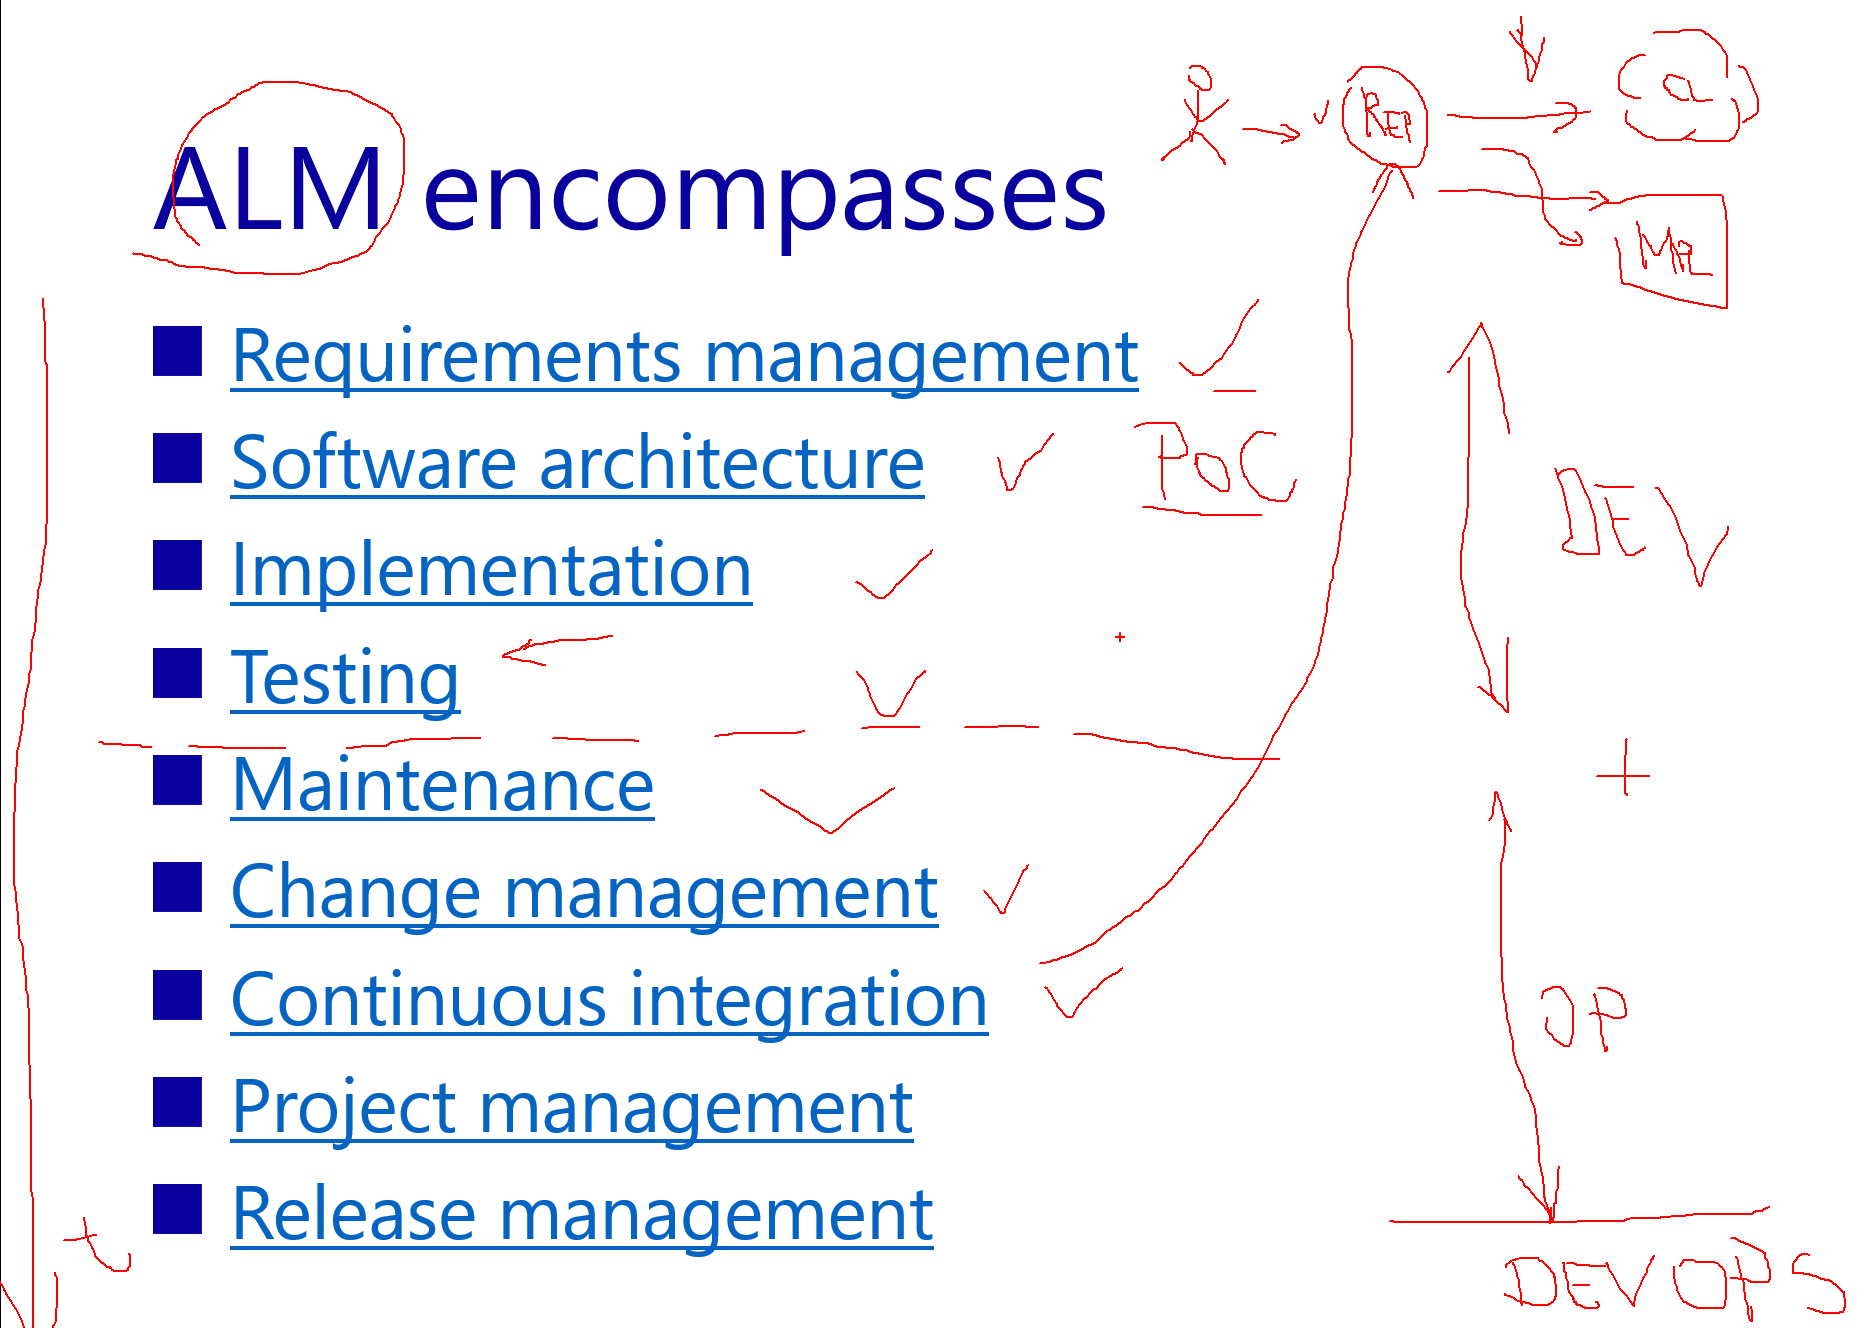 ALM encompasses
REP
Requirements management
Software architecture
PoC
DEV
Implementation
Testing
Maintenance
+
Change management
Continuous integration
OP
Project management
Release management
t
DEVOPS